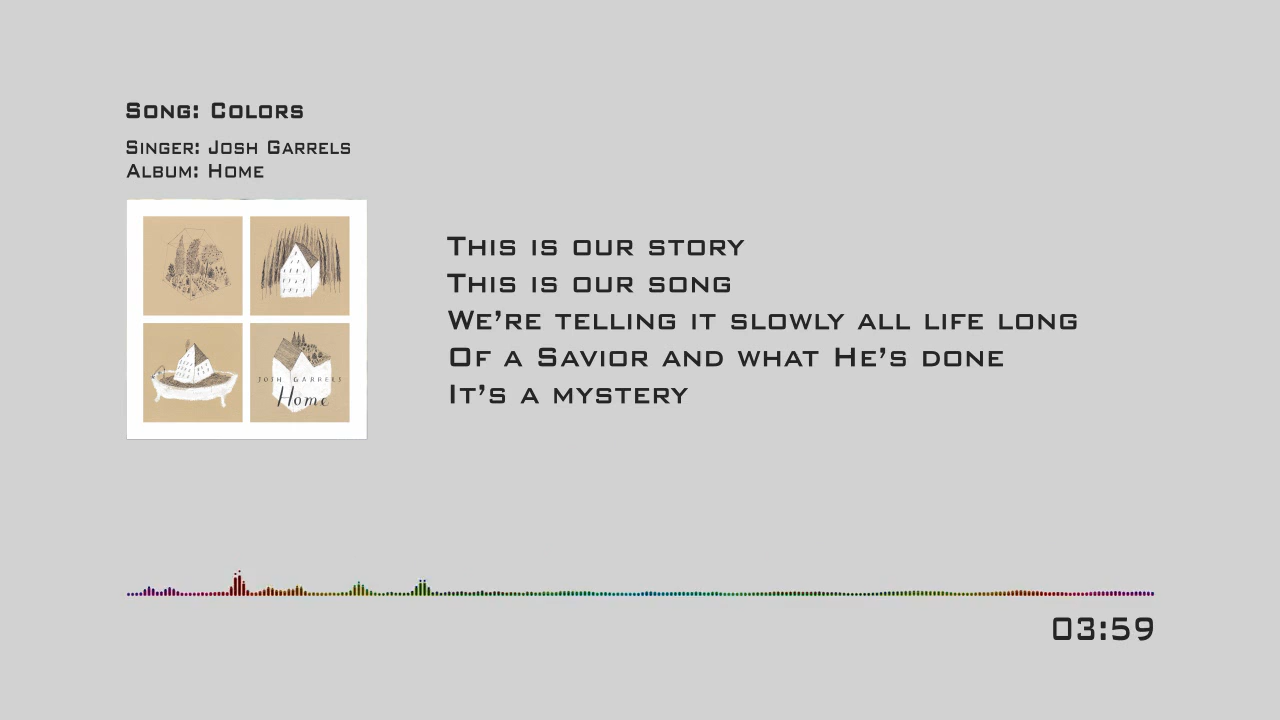 Song: Colors
Singer: Josh Garrels
Album: Home
JOSH GARRELS
Home
This is our story
This is our song
We're telling it slowly all life long
Of a Savior and what He's done
It's a mystery
03:59